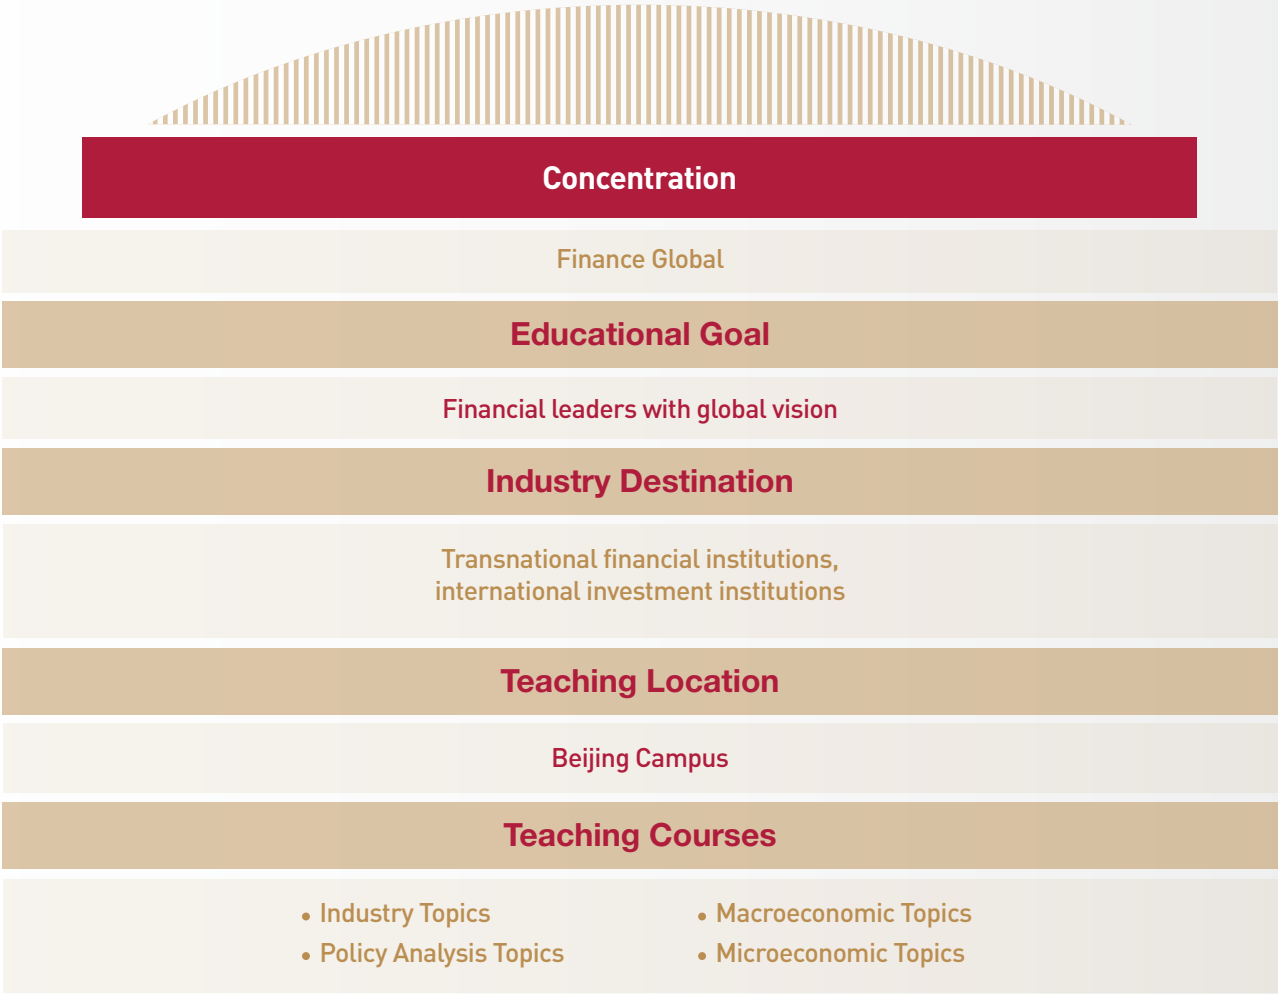 Concentration
Finance Global
Educational Goal
Financial leaders with global vision
Industry Destination
Transnational financial institutions,
international investment institutions
Teaching Location
Beijing Campus
Teaching Courses
• Industry Topics
• Policy Analysis Topics
• Macroeconomic Topics
• Microeconomic Topics